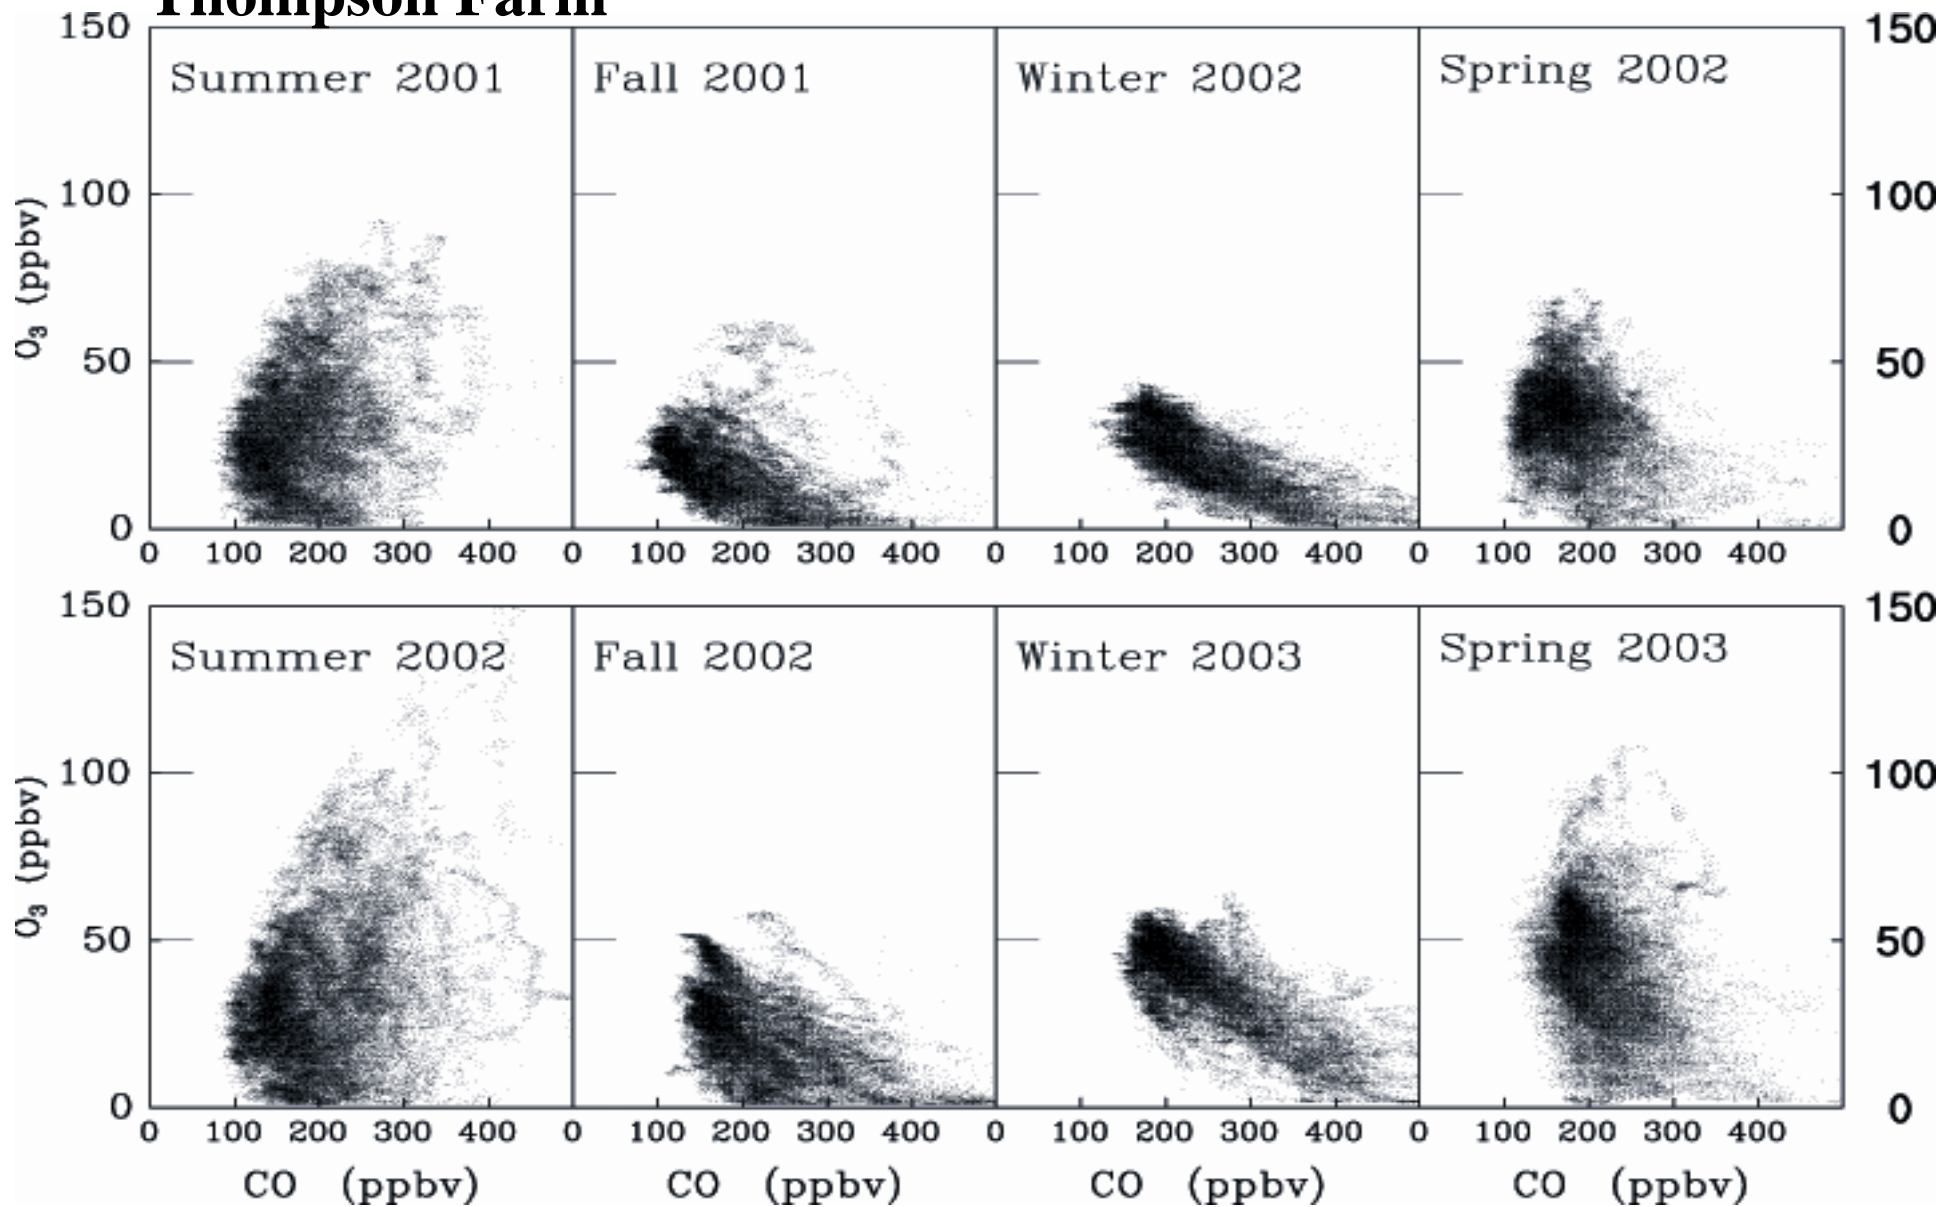 Thompson Farm
150 Summer 2001 Fall 2001 Winter 2002 Spring 2002 150
100 100
O3 (ppbv)
50 50
0 0
0 100 200 300 400 0 100 200 300 400 0 100 200 300 400 0 100 200 300 400
150 Summer 2002 Fall 2002 Winter 2003 Spring 2003 150
100 100
O3 (ppbv)
50 50
0 0
0 100 200 300 400 0 100 200 300 400 0 100 200 300 400 0 100 200 300 400
CO (ppbv) CO (ppbv) CO (ppbv) CO (ppbv)